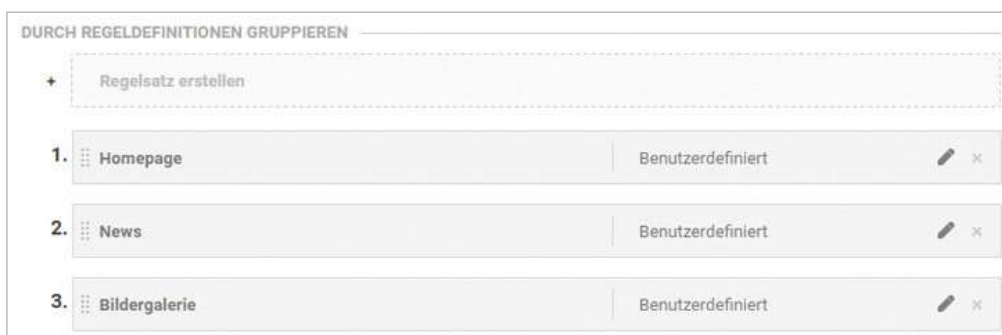 DURCH REGELDEFINITIONEN GRUPPIEREN
+ Regelsatz erstellen
1. Homepage Benutzerdefiniert
2. News Benutzerdefiniert
3. Bildergalerie Benutzerdefiniert